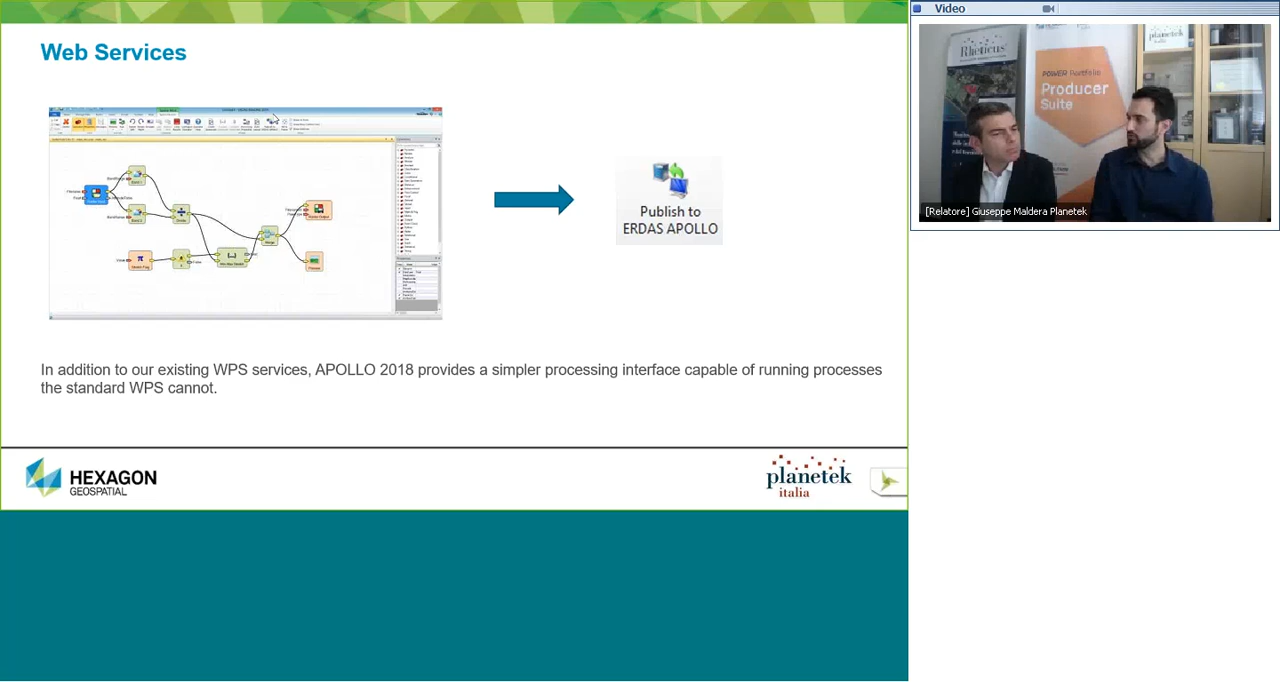 Web Services
Publish to
ERDAS APOLLO
In addition to our existing WPS services, APOLLO 2018 provides a simpler processing interface capable of running processes
the standard WPS cannot.
HEXAGON
GEOSPATIAL
planetek
italia
Video
Rheticus
planetek
POWER Portfolio
Producer
Suite
[Relatore] Giuseppe Maldera Planetek